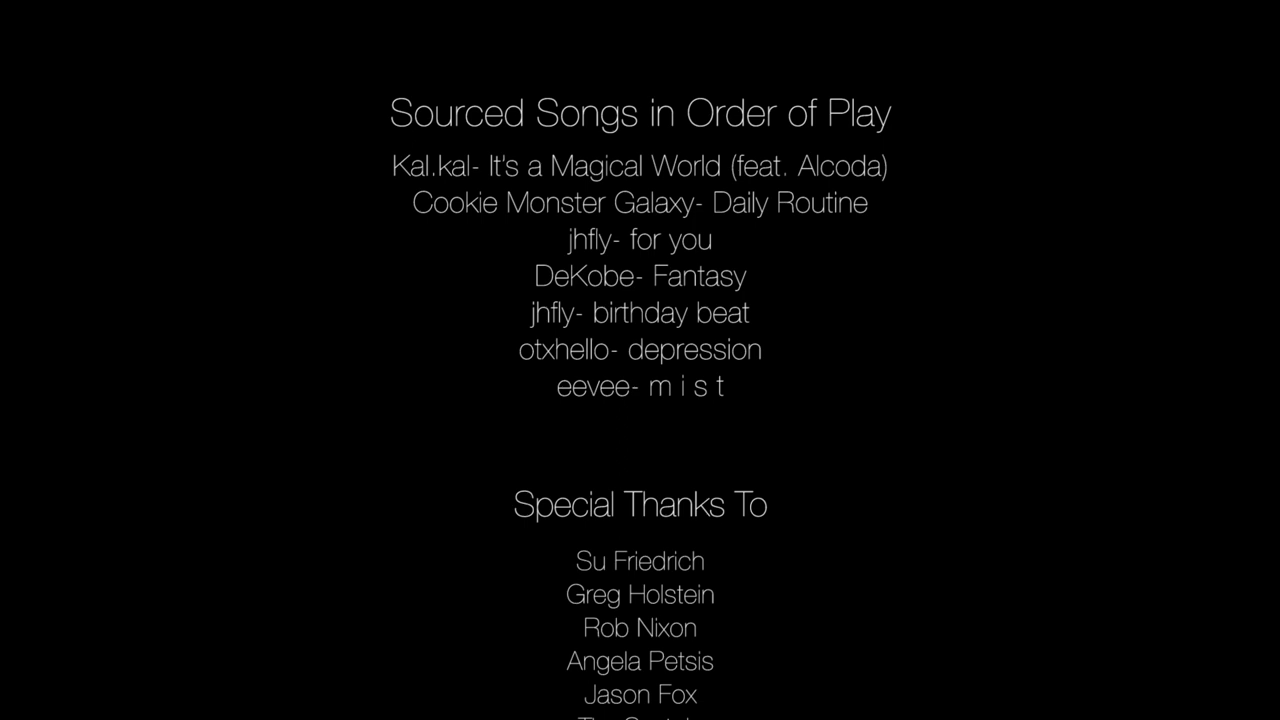 Sourced Songs in Order of Play
Kal.kal- It's a Magical World (feat. Alcoda)
Cookie Monster Galaxy- Daily Routine
jhfly- for you
DeKobe- Fantasy
jhfly- birthday beat
otxhello- depression
eevee- m i s t
Special Thanks To
Su Friedrich
Greg Holstein
Rob Nixon
Angela Petsis
Jason Fox